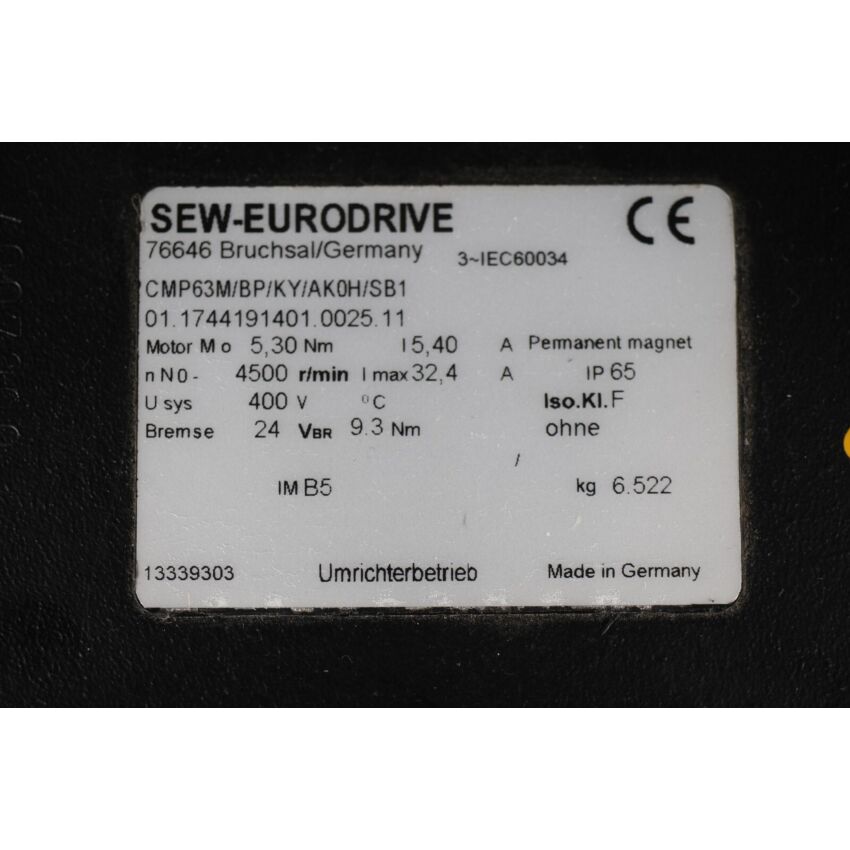 SEW-EURODRIVE CE
76646 Bruchsal/Germany 3~IEC60034
CMP63M/BP/KY/AK0H/SB1
01.1744191401.0025.11
Motor M o 5,30 Nm I 5,40 A Permanent magnet
n N0 - 4500 r/min I max 32,4 A IP 65
U sys 400 V °C Iso.Kl. F
Bremse 24 VBR 9.3 Nm ohne
/
IM B5 kg 6.522
13339303 Umrichterbetrieb Made in Germany